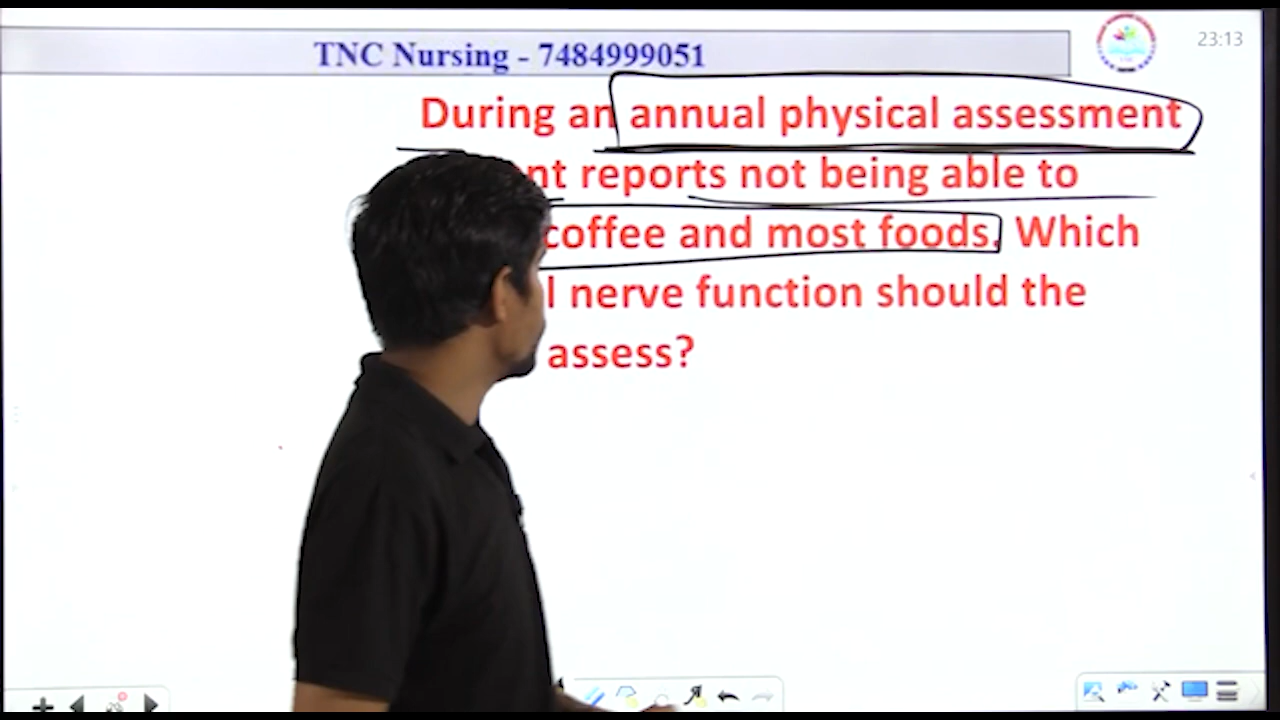 TNC Nursing - 7484999051
23:13
During an annual physical assessment
reports not being able to
coffee and most foods. Which
nerve function should the
assess?